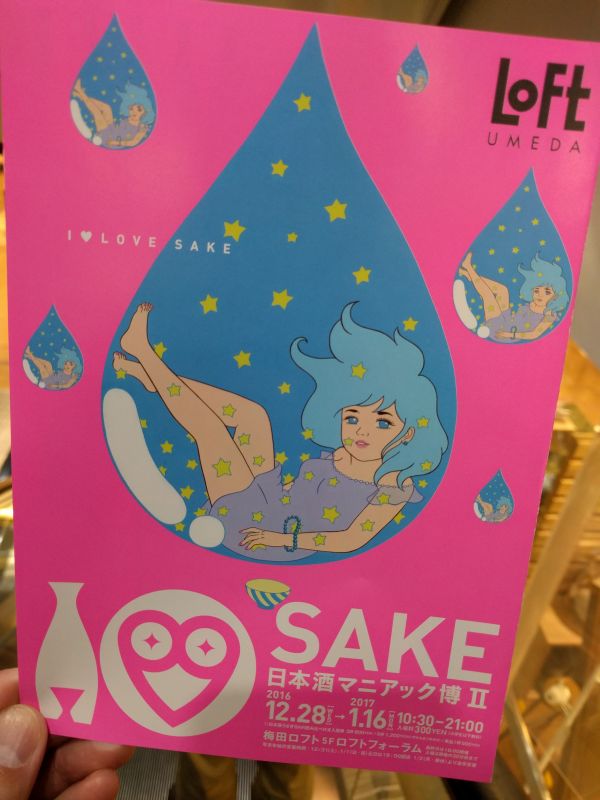 LoFt
UMEDA
I♥LOVE SAKE
SAKE
日本酒マニアック博 II
2016 2017
12.28 → 1.16 10:30-21:00
入場料300YEN
梅田ロフト5Fロフトフォーラム